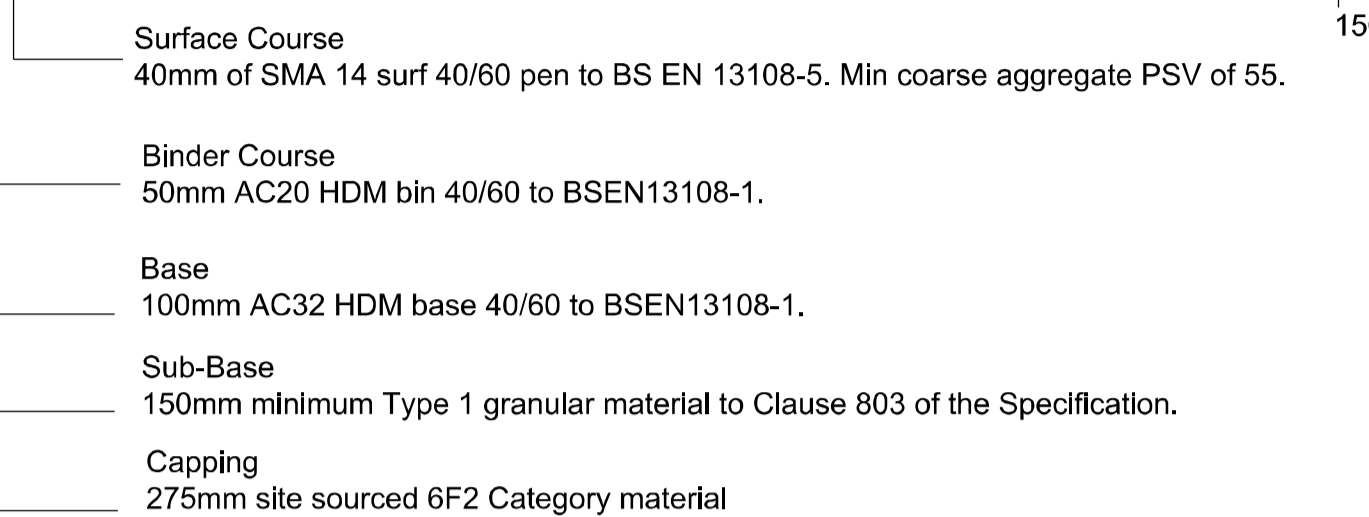 Surface Course
40mm of SMA 14 surf 40/60 pen to BS EN 13108-5. Min coarse aggregate PSV of 55.
Binder Course
50mm AC20 HDM bin 40/60 to BSEN13108-1.
Base
100mm AC32 HDM base 40/60 to BSEN13108-1.
Sub-Base
150mm minimum Type 1 granular material to Clause 803 of the Specification.
Capping
275mm site sourced 6F2 Category material